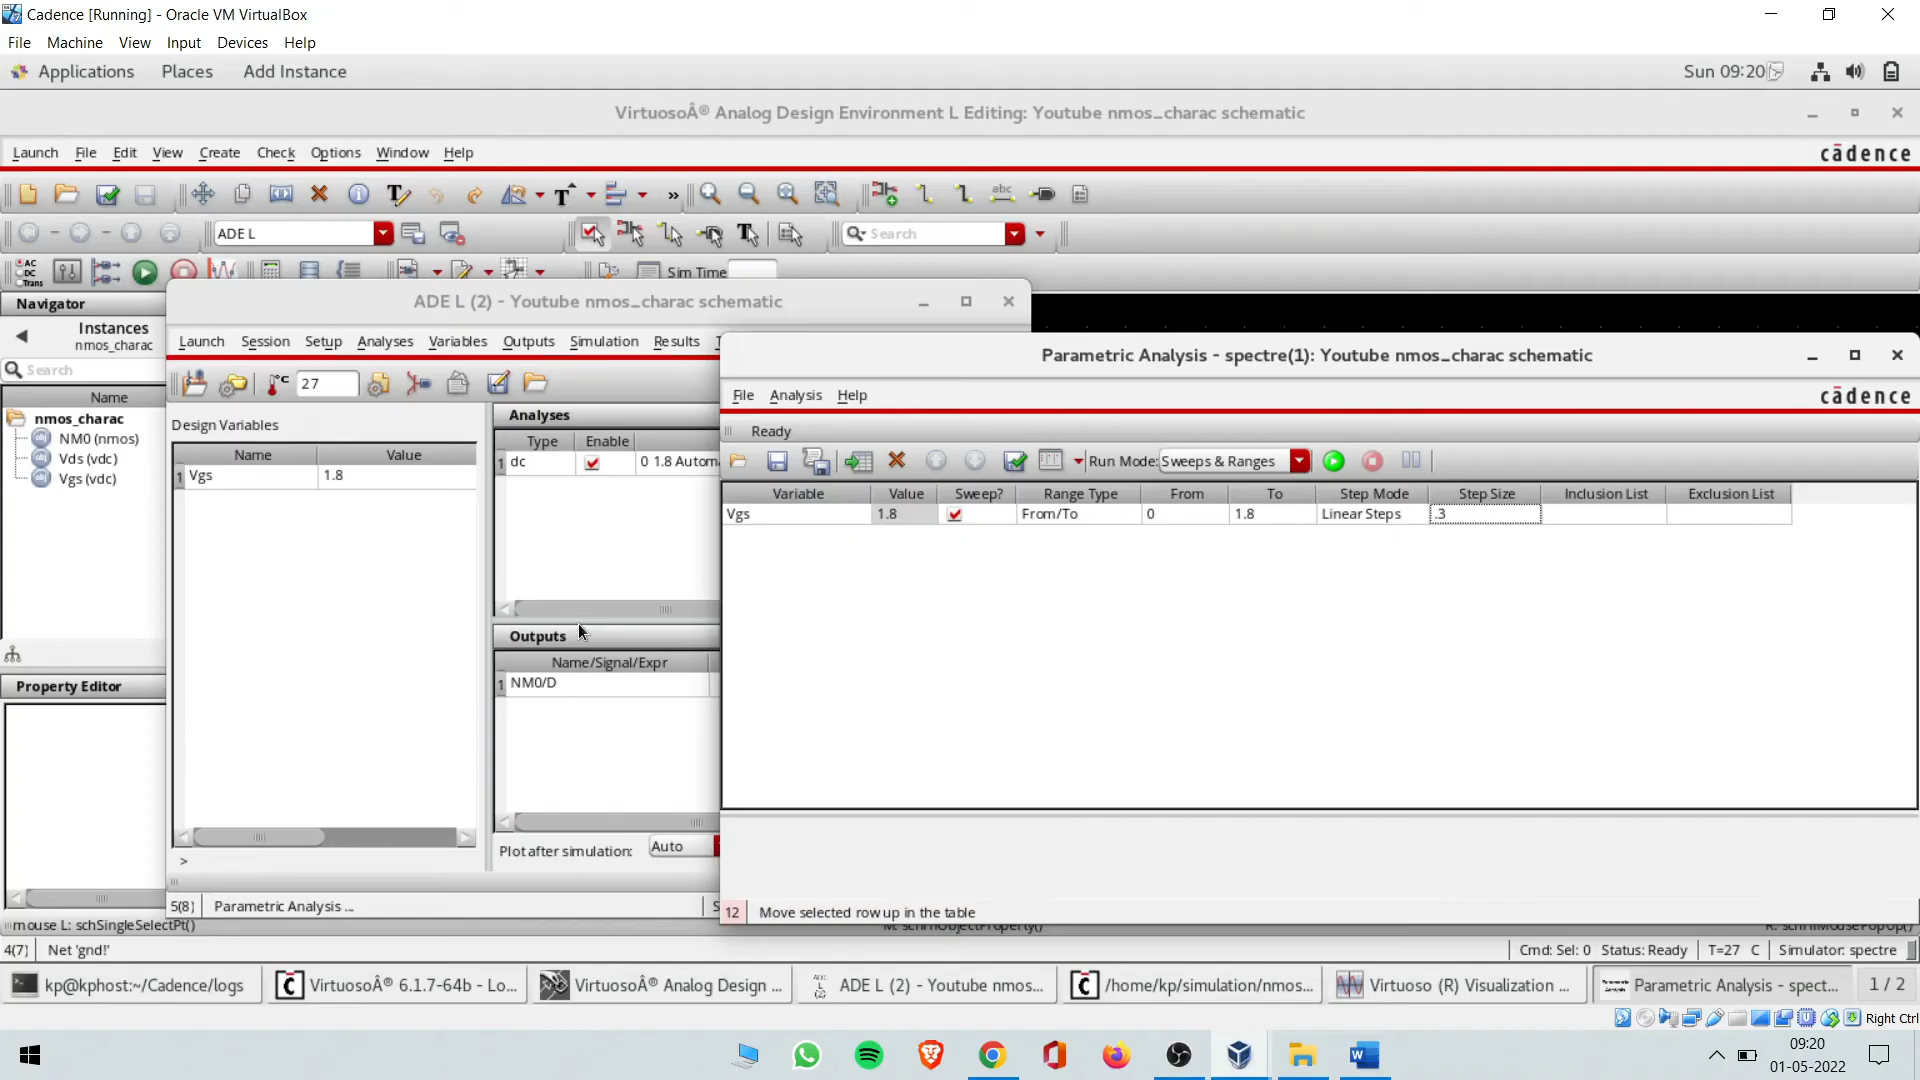 Cadence [Running] - Oracle VM VirtualBox
File Machine View Input Devices Help
Applications Places Add Instance Sun 09:20
VirtuosoÂ® Analog Design Environment L Editing: Youtube nmos_charac schematic
Launch File Edit View Create Check Options Window Help cādence
T T » abc
ADE L T Search
AC DC Trans Sim Time
Navigator
Instances
nmos_charac
Search
Name
nmos_charac
NM0 (nmos)
Vds (vdc)
Vgs (vdc)
Property Editor
ADE L (2) - Youtube nmos_charac schematic
Launch Session Setup Analyses Variables Outputs Simulation Results
°C 27
Design Variables
Name Value
1 Vgs 1.8
>
Analyses
Type Enable
1 dc 0 1.8 Autom
Outputs
Name/Signal/Expr
1 NM0/D
Plot after simulation: Auto
5(8) Parametric Analysis ...
Parametric Analysis - spectre(1): Youtube nmos_charac schematic
File Analysis Help cādence
Ready
Run Mode: Sweeps & Ranges
Variable Value Sweep? Range Type From To Step Mode Step Size Inclusion List Exclusion List
Vgs 1.8 From/To 0 1.8 Linear Steps .3
12 Move selected row up in the table
mouse L: schSingleSelectPt()
4(7) Net 'gnd!' Cmd: Sel: 0 Status: Ready T=27 C Simulator: spectre
kp@kphost:~/Cadence/logs VirtuosoÂ® 6.1.7-64b - Lo... VirtuosoÂ® Analog Design ... ADE L (2) - Youtube nmos... /home/kp/simulation/nmos... Virtuoso (R) Visualization ... Parametric Analysis - spect... 1 / 2
Right Ctrl
09:20
01-05-2022